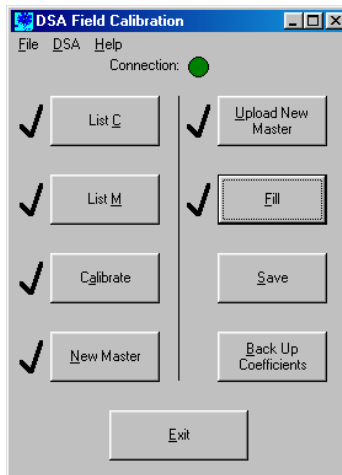 DSA Field Calibration
File DSA Help
Connection:
List C
List M
Calibrate
New Master
Upload New
Master
Fill
Save
Back Up
Coefficients
Exit